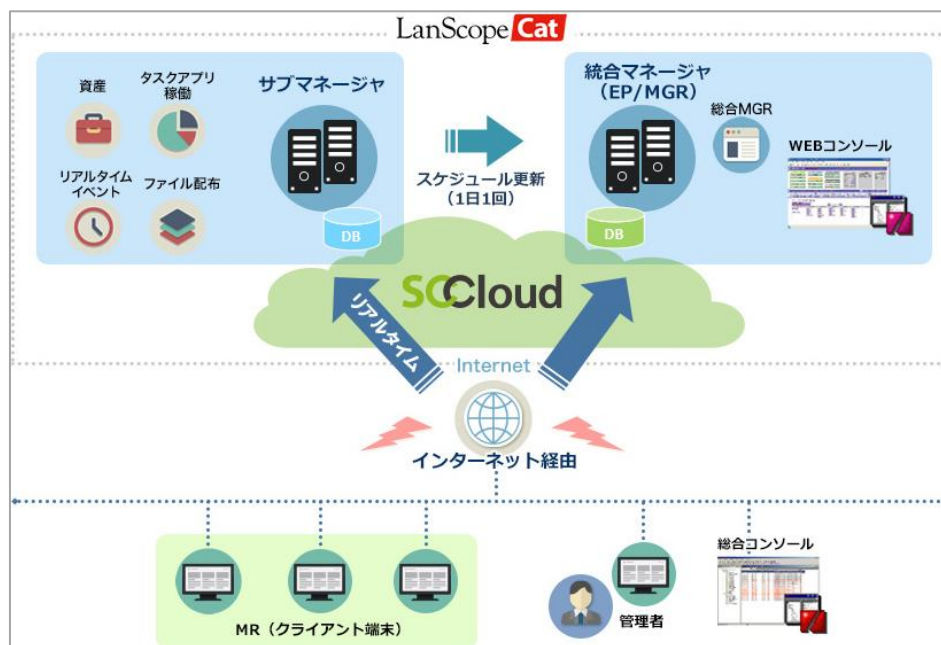 LanScope Cat
資産
タスクアプリ
稼働
リアルタイム
イベント
ファイル配布
サブマネージャ
DB
スケジュール更新
（1日1回）
統合マネージャ
（EP/MGR）
総合MGR
WEBコンソール
DB
SCCloud
リアルタイム
Internet
インターネット経由
MR（クライアント端末）
管理者
総合コンソール